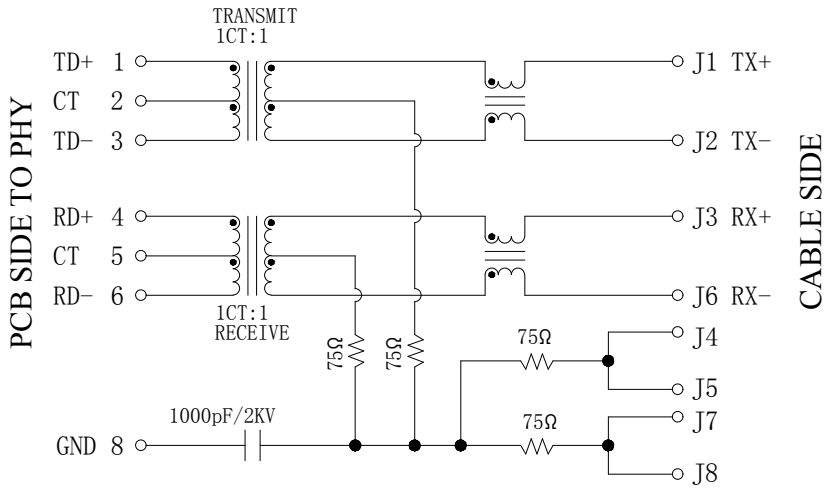 TRANSMIT
1CT:1
TD+ 1
CT 2
TD- 3
J1 TX+
J2 TX-
PCB SIDE TO PHY
CABLE SIDE
RD+ 4
CT 5
RD- 6
J3 RX+
J6 RX-
1CT:1
RECEIVE
75Ω
75Ω
75Ω
J4
J5
1000pF/2KV
75Ω
J7
GND 8
J8